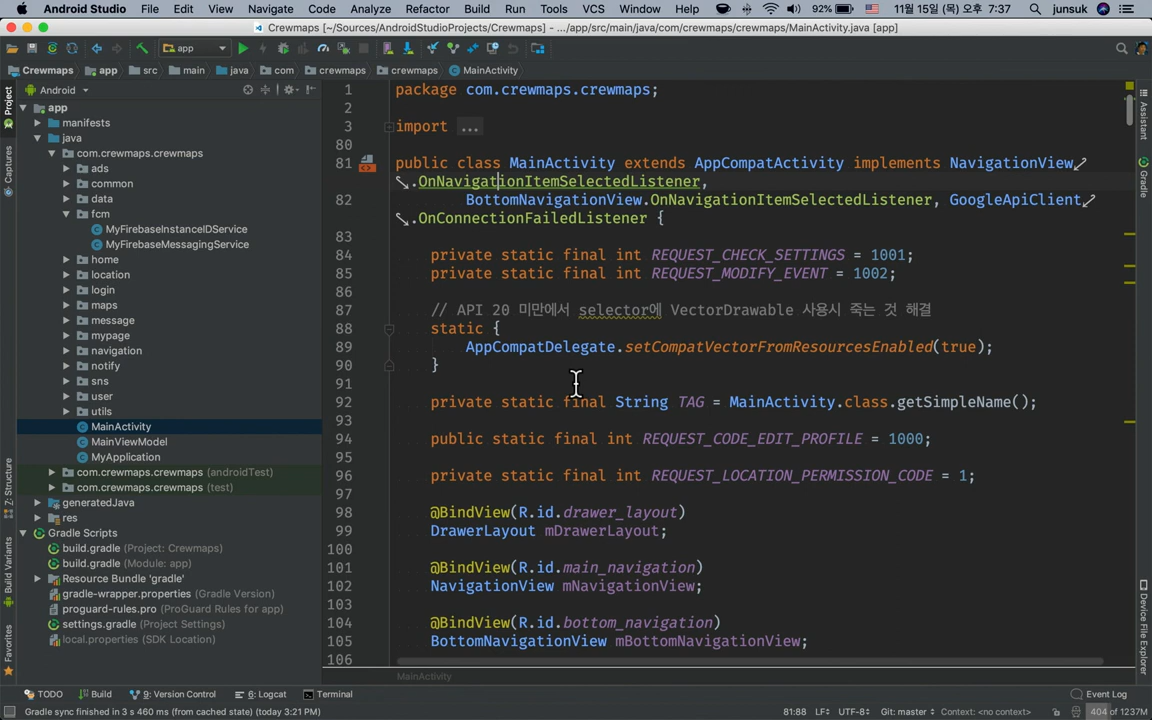 Android Studio File Edit View Navigate Code Analyze Refactor Build Run Tools VCS Window Help 92% 11월 15일 (목) 오후 7:37 junsuk
Crewmaps [~/Sources/AndroidStudioProjects/Crewmaps] - .../app/src/main/java/com/crewmaps/crewmaps/MainActivity.java [app]
app
Crewmaps app src main java com crewmaps crewmaps MainActivity
Android
app
manifests
java
com.crewmaps.crewmaps
ads
common
data
fcm
MyFirebaseInstanceIDService
MyFirebaseMessagingService
home
location
login
maps
message
mypage
navigation
notify
sns
user
utils
MainActivity
MainViewModel
MyApplication
com.crewmaps.crewmaps (androidTest)
com.crewmaps.crewmaps (test)
generatedJava
res
Gradle Scripts
build.gradle (Project: Crewmaps)
build.gradle (Module: app)
Resource Bundle 'gradle'
gradle-wrapper.properties (Gradle Version)
proguard-rules.pro (ProGuard Rules for app)
settings.gradle (Project Settings)
local.properties (SDK Location)
Project
Captures
Z: Structure
Build Variants
Favorites
1 package com.crewmaps.crewmaps;
2
3 import ...
80
81 public class MainActivity extends AppCompatActivity implements NavigationView
.OnNavigationItemSelectedListener,
82 BottomNavigationView.OnNavigationItemSelectedListener, GoogleApiClient
.OnConnectionFailedListener {
83
84 private static final int REQUEST_CHECK_SETTINGS = 1001;
85 private static final int REQUEST_MODIFY_EVENT = 1002;
86
87 // API 20 미만에서 selector에 VectorDrawable 사용시 죽는 것 해결
88 static {
89 AppCompatDelegate.setCompatVectorFromResourcesEnabled(true);
90 }
91
92 private static final String TAG = MainActivity.class.getSimpleName();
93
94 public static final int REQUEST_CODE_EDIT_PROFILE = 1000;
95
96 private static final int REQUEST_LOCATION_PERMISSION_CODE = 1;
97
98 @BindView(R.id.drawer_layout)
99 DrawerLayout mDrawerLayout;
100
101 @BindView(R.id.main_navigation)
102 NavigationView mNavigationView;
103
104 @BindView(R.id.bottom_navigation)
105 BottomNavigationView mBottomNavigationView;
106
MainActivity
Assistant
Gradle
Device File Explorer
TODO Build 9: Version Control 6: Logcat Terminal Event Log
Gradle sync finished in 3 s 460 ms (from cached state) (today 3:21 PM) 81:88 LF UTF-8 Git: master Context: <no context> 404 of 1237M